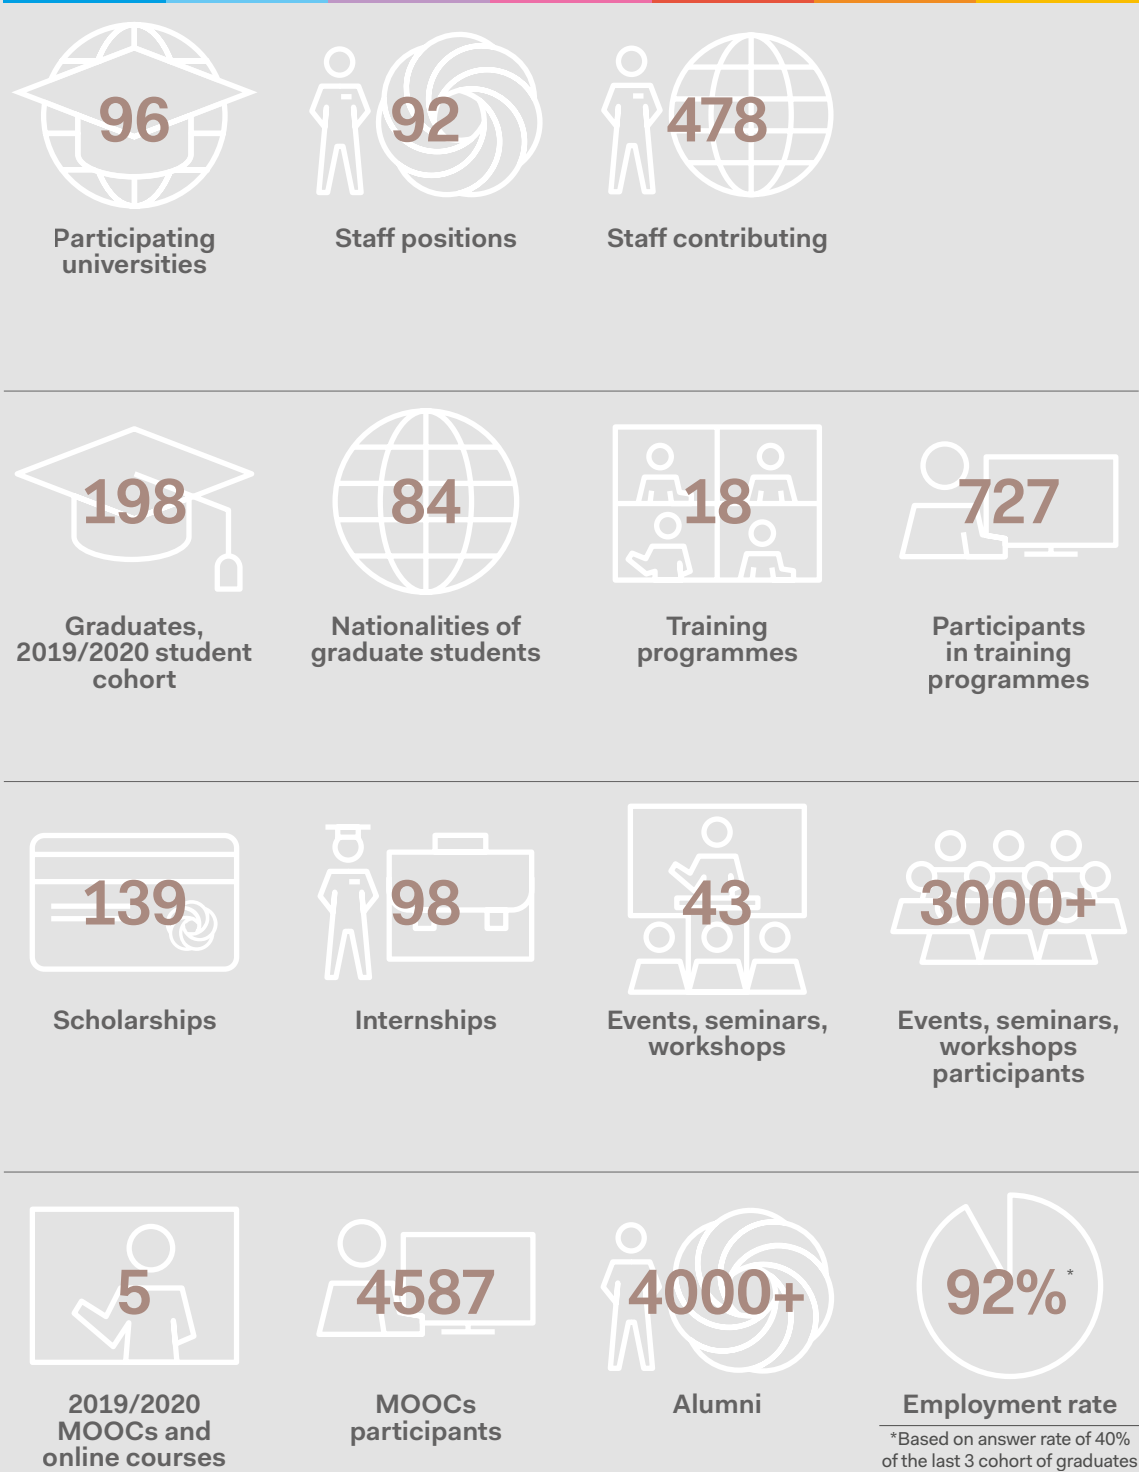 96
Participating
universities
92
Staff positions
478
Staff contributing
198
Graduates,
2019/2020 student
cohort
84
Nationalities of
graduate students
18
Training
programmes
727
Participants
in training
programmes
139
Scholarships
98
Internships
43
Events, seminars,
workshops
3000+
Events, seminars,
workshops
participants
5
2019/2020
MOOCs and
online courses
4587
MOOCs
participants
4000+
Alumni
92%*
Employment rate
*Based on answer rate of 40%
of the last 3 cohort of graduates